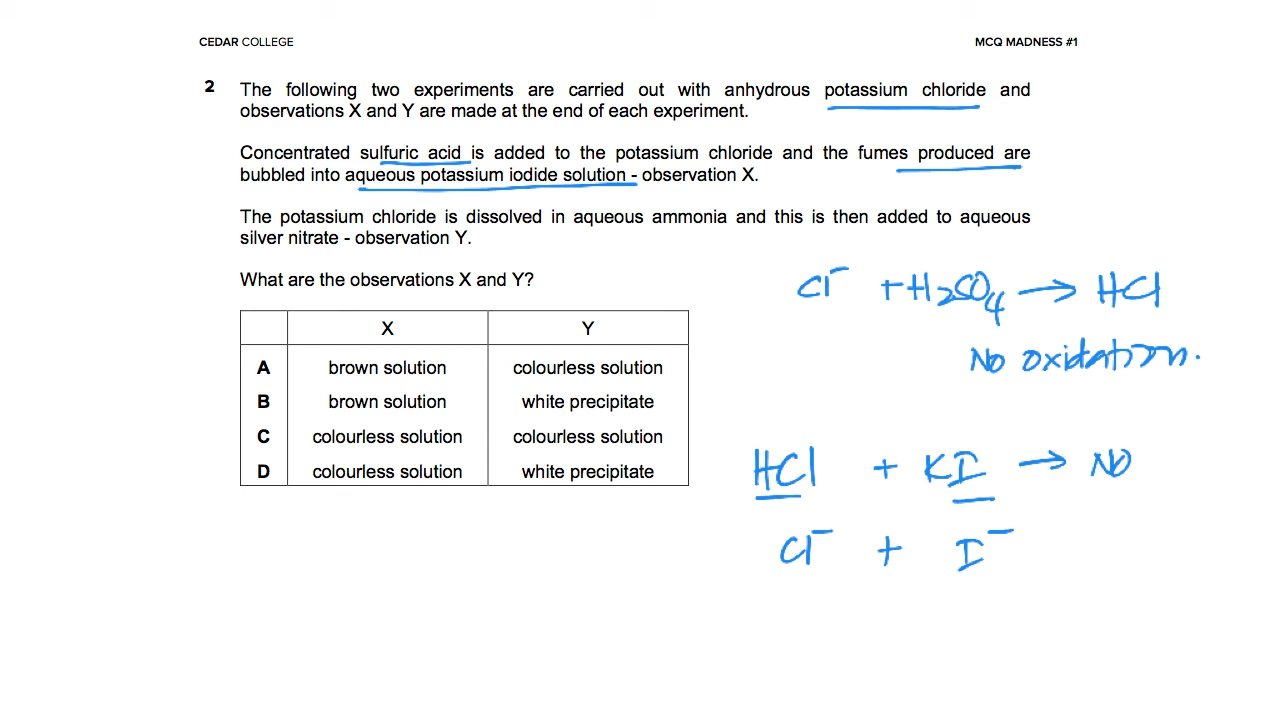 CEDAR COLLEGE
MCQ MADNESS #1
2 The following two experiments are carried out with anhydrous potassium chloride and
observations X and Y are made at the end of each experiment.
Concentrated sulfuric acid is added to the potassium chloride and the fumes produced are
bubbled into aqueous potassium iodide solution - observation X.
The potassium chloride is dissolved in aqueous ammonia and this is then added to aqueous
silver nitrate - observation Y.
What are the observations X and Y?
X Y
A brown solution colourless solution
B brown solution white precipitate
C colourless solution colourless solution
D colourless solution white precipitate
Cl⁻ + H₂SO₄ → HCl
No oxidation.
HCl + KI → NO
Cl⁻ + I⁻